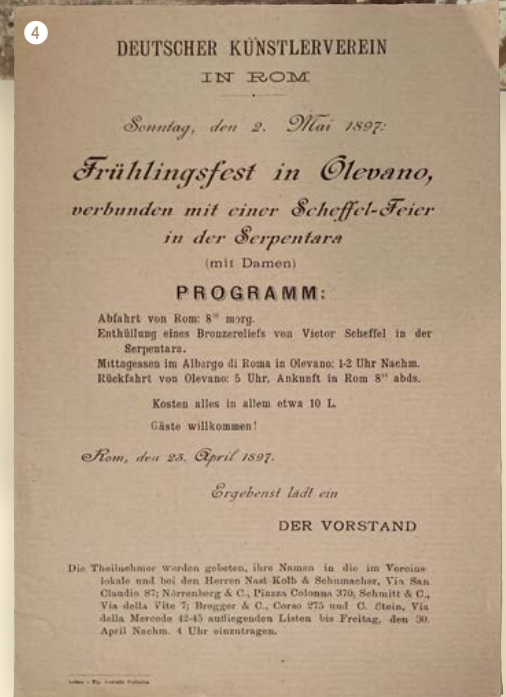 4
DEUTSCHER KÜNSTLERVEREIN
IN ROM
Sonntag, den 2. Mai 1897:
Frühlingsfest in Olevano,
verbunden mit einer Scheffel-Feier
in der Serpentara
(mit Damen)
PROGRAMM:
Abfahrt von Rom: 8 morg.
Enthüllung eines Bronzereliefs von Victor Scheffel in der
Serpentara.
Mittagessen im Albergo di Roma in Olevano: 1-2 Uhr Nachm.
Rückfahrt von Olevano: 5 Uhr, Ankunft in Rom 8 abds.
Kosten alles in allem etwa 10 L.
Gäste willkommen!
Rom, den 23. April 1897.
Ergebenst lädt ein
DER VORSTAND
Die Theilnehmer werden gebeten, ihre Namen in die im Vereins-
lokale und bei den Herren Nast-Kolb & Schumacher, Via San
Claudio 87; Nörrenberg & C., Piazza Colonna 370; Schmitt & C.,
Via della Vite 7; Bregger & C., Corso 275 und C. Stein, Via
della Mercede 42-45 aufliegenden Listen bis Freitag, den 30.
April Nachm. 4 Uhr einzutragen.